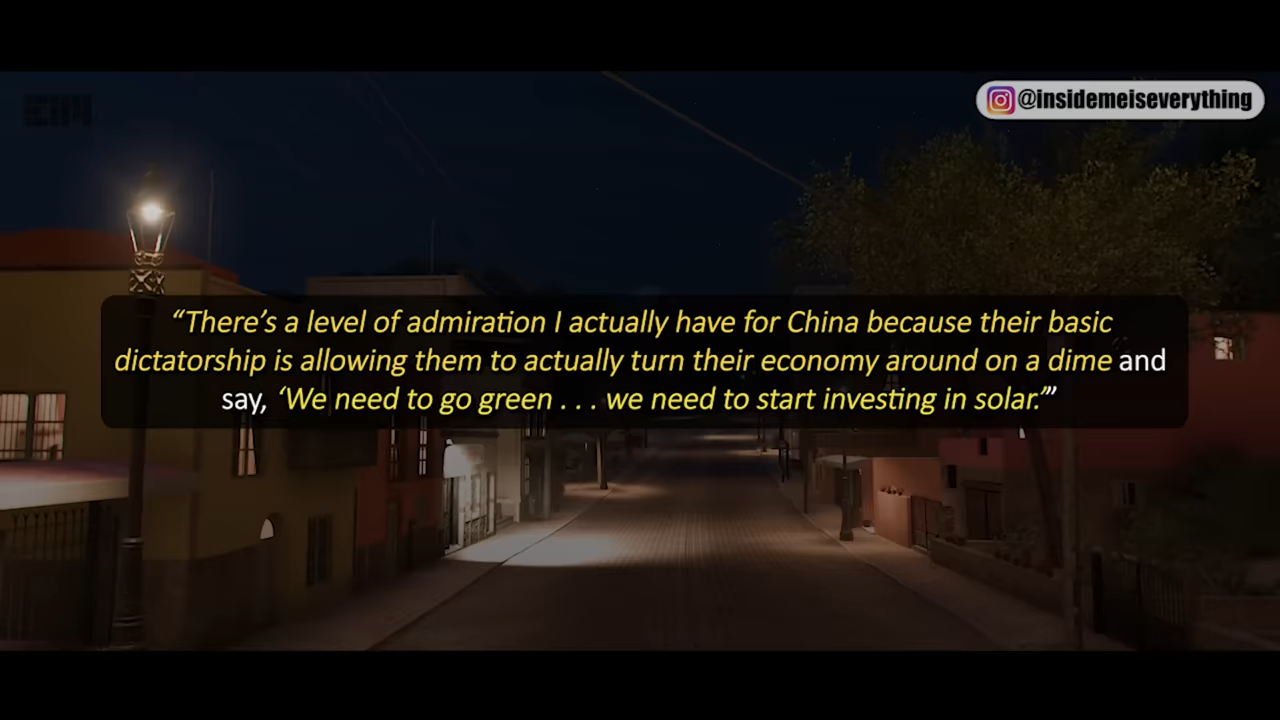 @insidemeiseverything
“There’s a level of admiration I actually have for China because their basic
dictatorship is allowing them to actually turn their economy around on a dime and
say, ‘We need to go green . . . we need to start investing in solar.’”